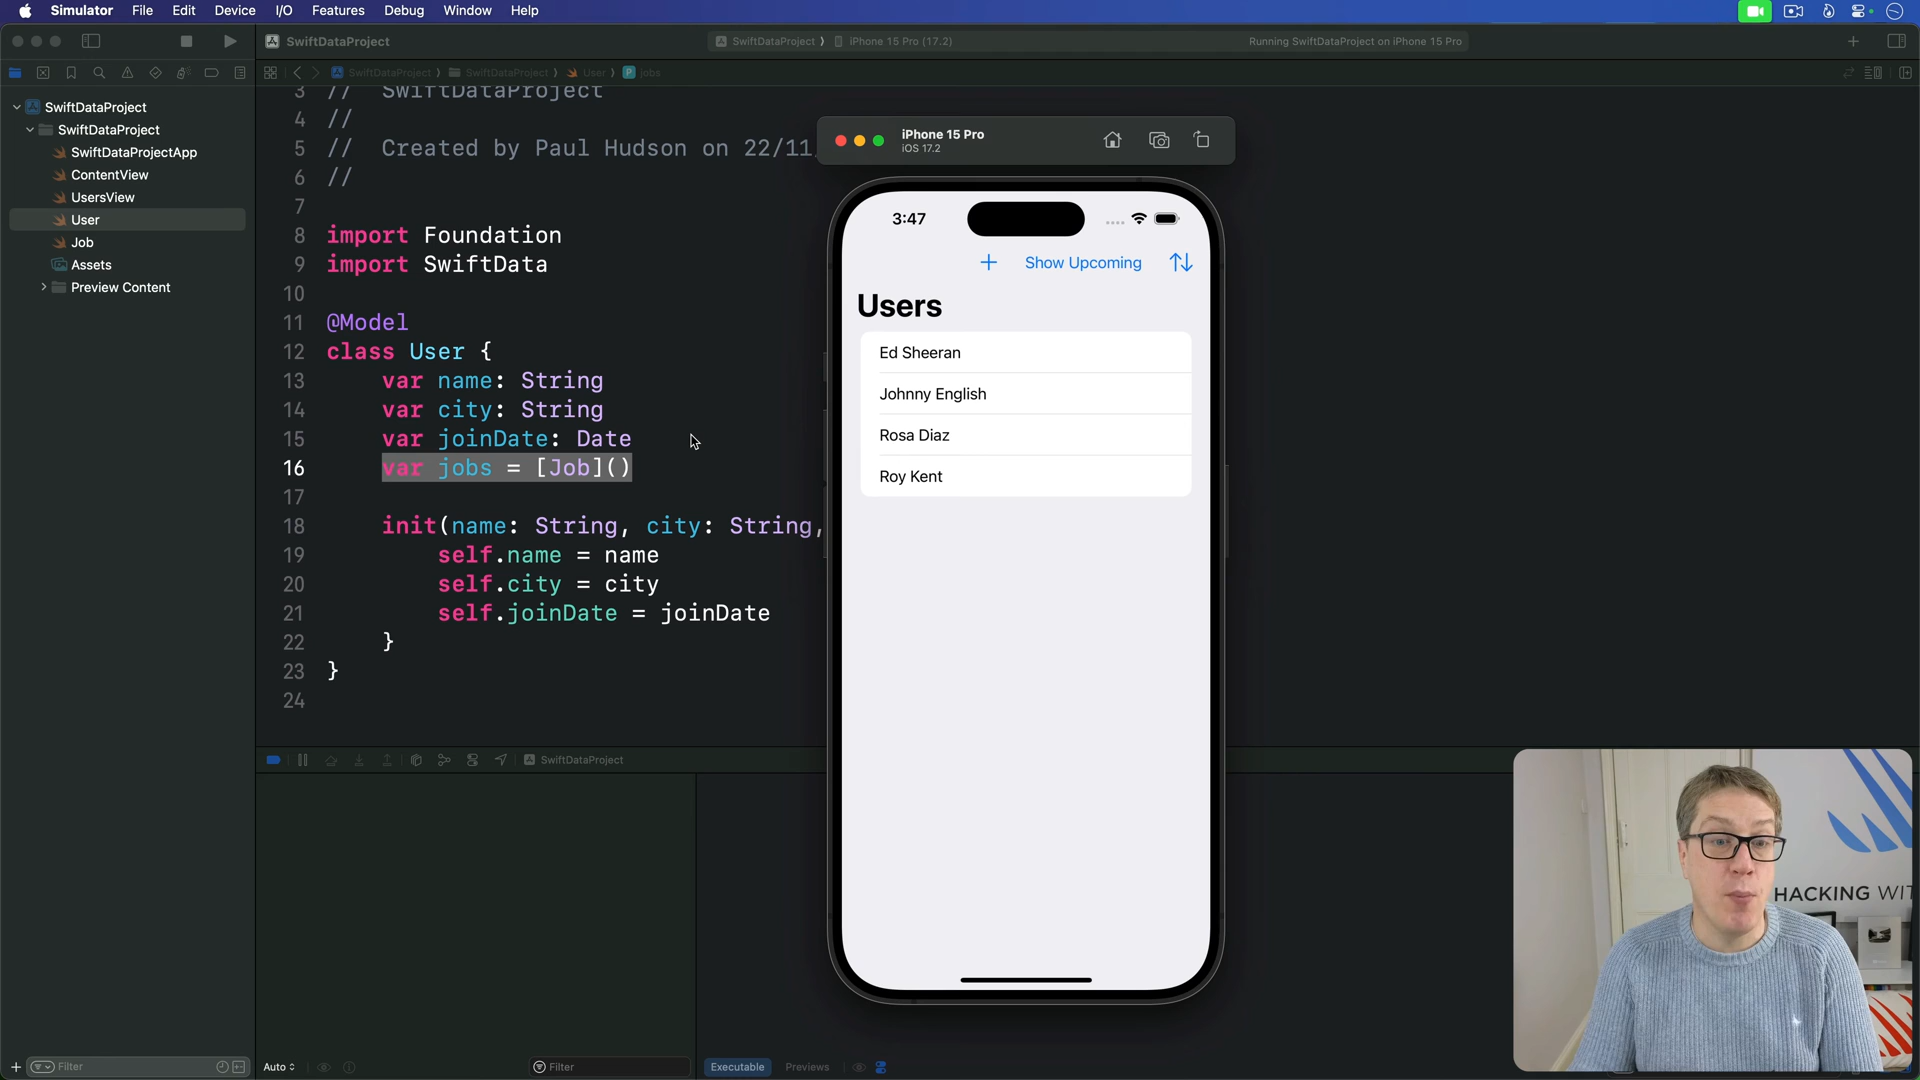 Simulator File Edit Device I/O Features Debug Window Help
SwiftDataProject
SwiftDataProject ⟩ iPhone 15 Pro (17.2)
Running SwiftDataProject on iPhone 15 Pro
SwiftDataProject ⟩ SwiftDataProject ⟩ User ⟩ P jobs
SwiftDataProject
SwiftDataProject
SwiftDataProjectApp
ContentView
UsersView
User
Job
Assets
Preview Content
3 // SwiftDataProject
4 //
5 // Created by Paul Hudson on 22/11
6 //
7
8 import Foundation
9 import SwiftData
10
11 @Model
12 class User {
13 var name: String
14 var city: String
15 var joinDate: Date
16 var jobs = [Job]()
17
18 init(name: String, city: String,
19 self.name = name
20 self.city = city
21 self.joinDate = joinDate
22 }
23 }
24
iPhone 15 Pro
iOS 17.2
3:47
+ Show Upcoming
Users
Ed Sheeran
Johnny English
Rosa Diaz
Roy Kent
SwiftDataProject
HACKING WIT
+ Filter
Auto
Filter
Executable Previews